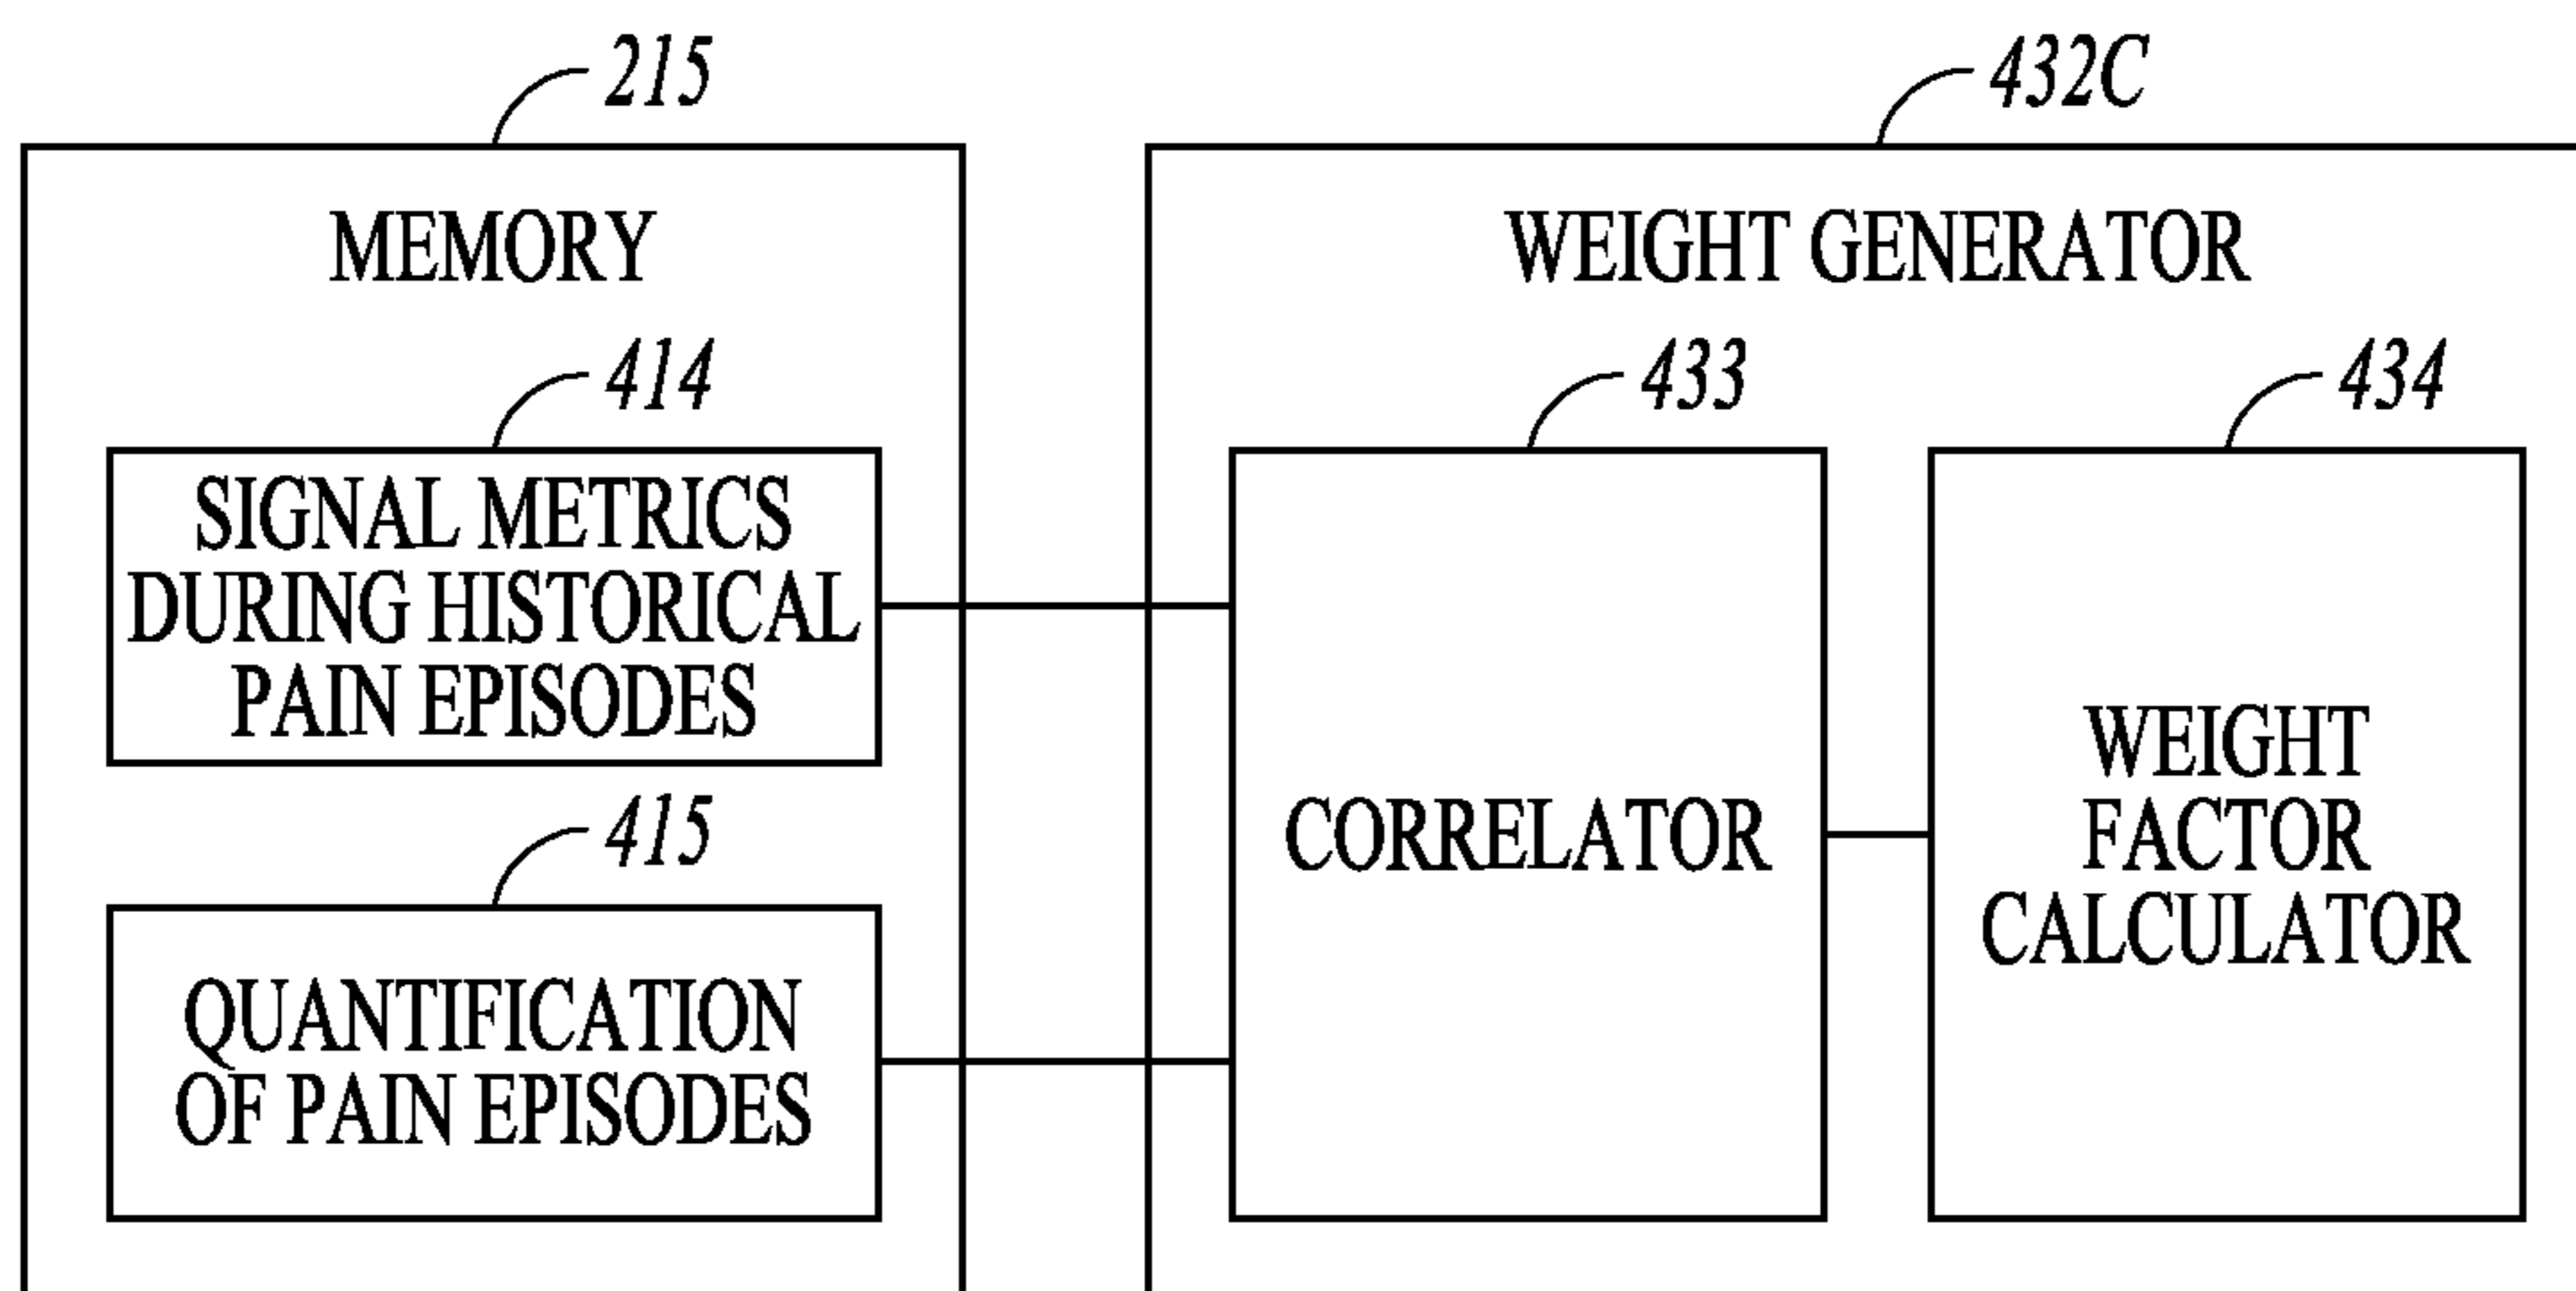 215
432C
MEMORY
WEIGHT GENERATOR
414
433
434
SIGNAL METRICS
DURING HISTORICAL
PAIN EPISODES
415
QUANTIFICATION
OF PAIN EPISODES
CORRELATOR
WEIGHT
FACTOR
CALCULATOR